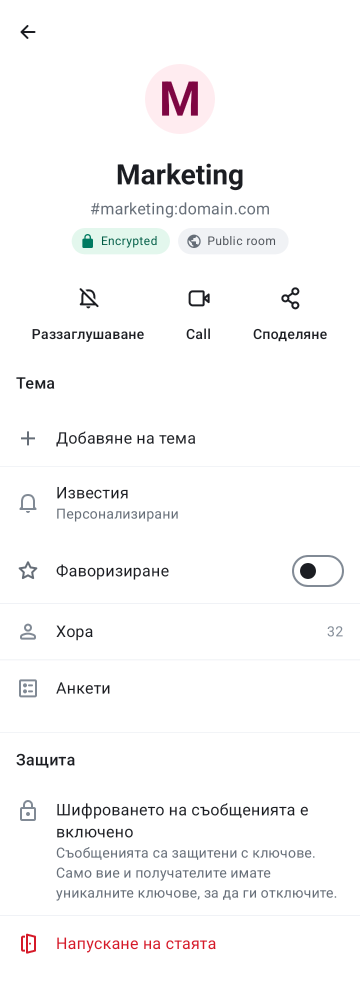 M
Marketing
#marketing:domain.com
Encrypted
Public room
Раззаглушаване
Call
Споделяне
Тема
Добавяне на тема
Известия
Персонализирани
Фаворизиране
Хора
32
Анкети
Защита
Шифроването на съобщенията е
включено
Съобщенията са защитени с ключове.
Само вие и получателите имате
уникалните ключове, за да ги отключите.
Напускане на стаята